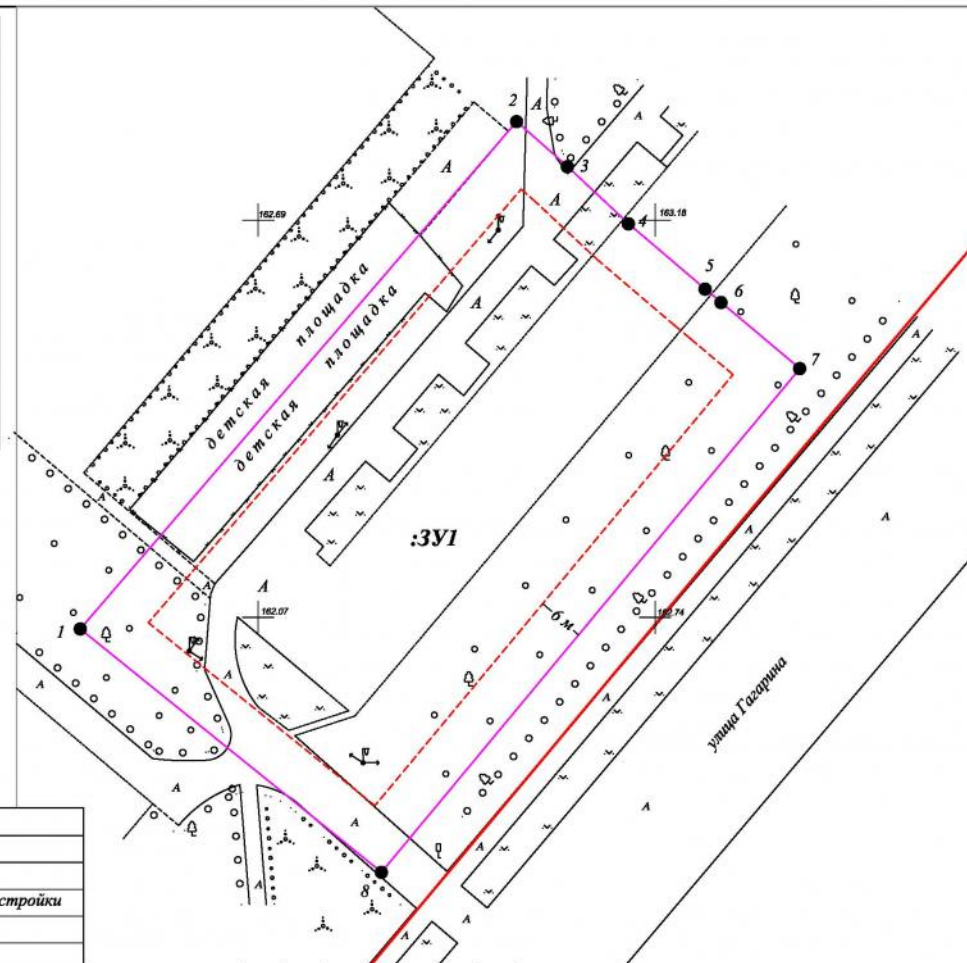 2
А
А
3
А
162.69
А
4
163.18
5
6
площадка
площадка
А
7
А
детская
детская
А
А
А
А
:ЗУ1
А
А
162.07
6 м
162.74
1
А
А
А
улица Гагарина
А
А
А
А
8
А
А
А
стройки